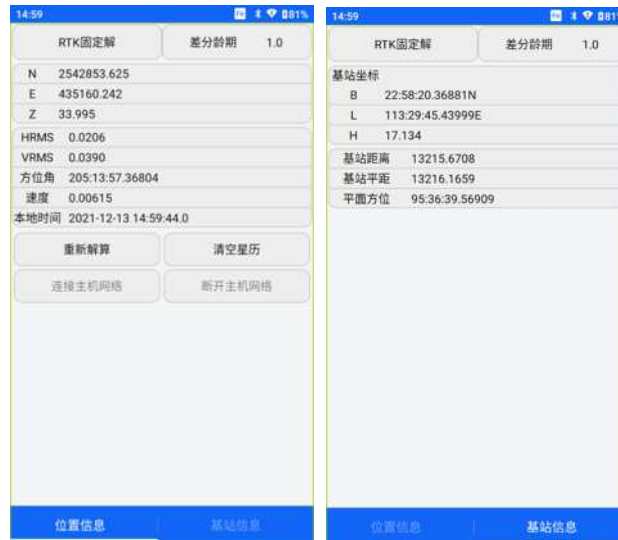 14:59
81%
RTK固定解 差分龄期 1.0
N 2542853.625
E 435160.242
Z 33.995
HRMS 0.0206
VRMS 0.0390
方位角 205:13:57.36804
速度 0.00615
本地时间 2021-12-13 14:59:44.0
重新解算 清空星历
连接主机网络 断开主机网络
位置信息 基站信息
14:59
81%
RTK固定解 差分龄期 1.0
基站坐标
B 22:58:20.36881N
L 113:29:45.43999E
H 17.134
基站距离 13215.6708
基站平距 13216.1659
平面方位 95:36:39.56909
位置信息 基站信息